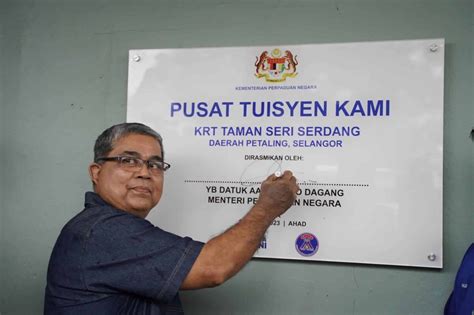 KEMENTERIAN PERPADUAN NEGARA
PUSAT TUISYEN KAMI
KRT TAMAN SERI SERDANG
DAERAH PETALING, SELANGOR
DIRASMIKAN OLEH:
YB DATUK DAGANG
MENTERI NEGARA
| AHAD